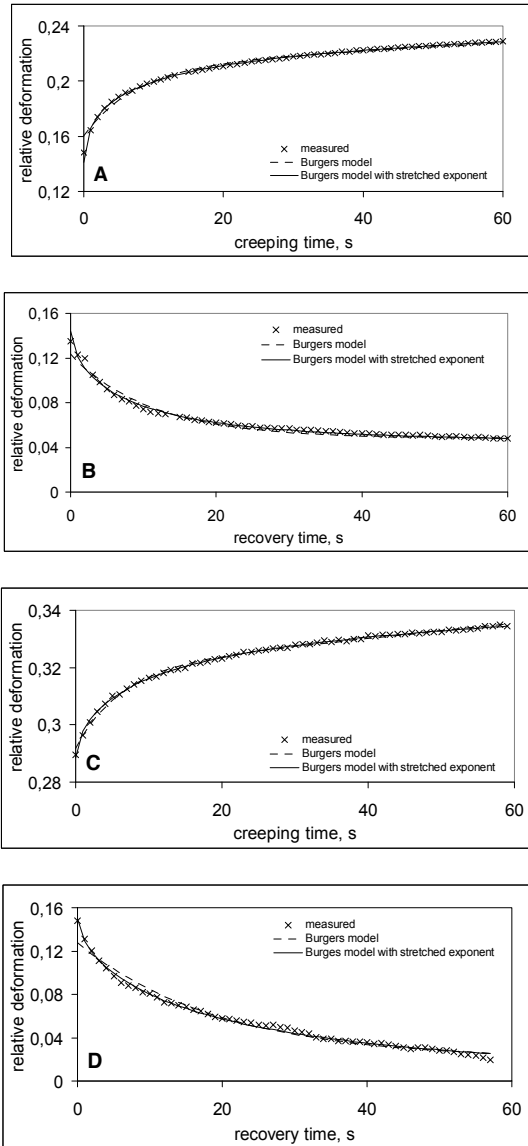 relative deformation
0,24
0,2
0,16
0,12
× measured
Burgers model
Burgers model with stretched exponent
A
0 20 40 60
creeping time, s
relative deformation
0,16
0,12
0,08
0,04
0
× measured
Burgers model
Burgers model with stretched exponent
B
0 20 40 60
recovery time, s
relative deformation
0,34
0,32
0,3
0,28
× measured
Burgers model
Burgers model with stretched exponent
C
0 20 40 60
creeping time, s
relative deformation
0,16
0,12
0,08
0,04
0
× measured
Burgers model
Burges model with stretched exponent
D
0 20 40 60
recovery time, s